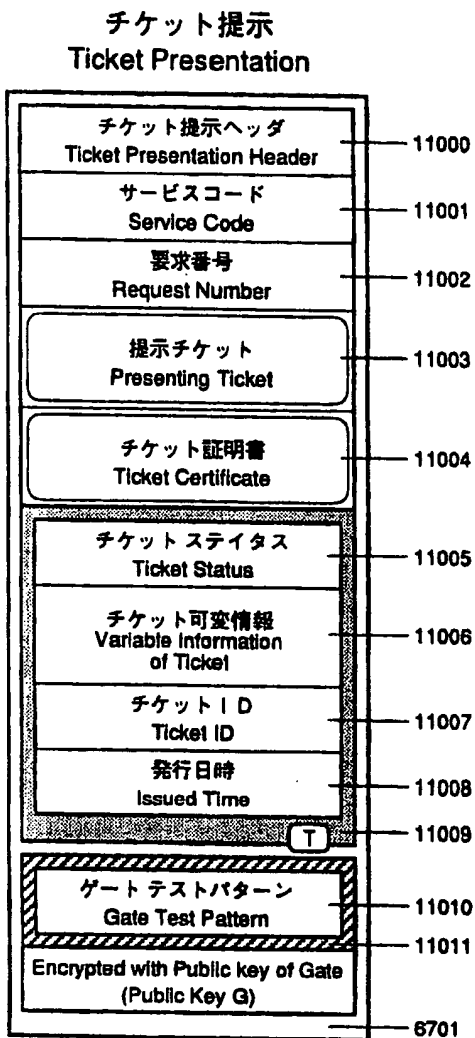 チケット提示
Ticket Presentation
チケット提示ヘッダ
Ticket Presentation Header
11000
サービスコード
Service Code
11001
要求番号
Request Number
11002
提示チケット
Presenting Ticket
11003
チケット証明書
Ticket Certificate
11004
チケット ステイタス
Ticket Status
11005
チケット可変情報
Variable Information
of Ticket
11006
チケットID
Ticket ID
11007
発行日時
Issued Time
11008
T
11009
ゲート テストパターン
Gate Test Pattern
11010
11011
Encrypted with Public key of Gate
(Public Key G)
6701